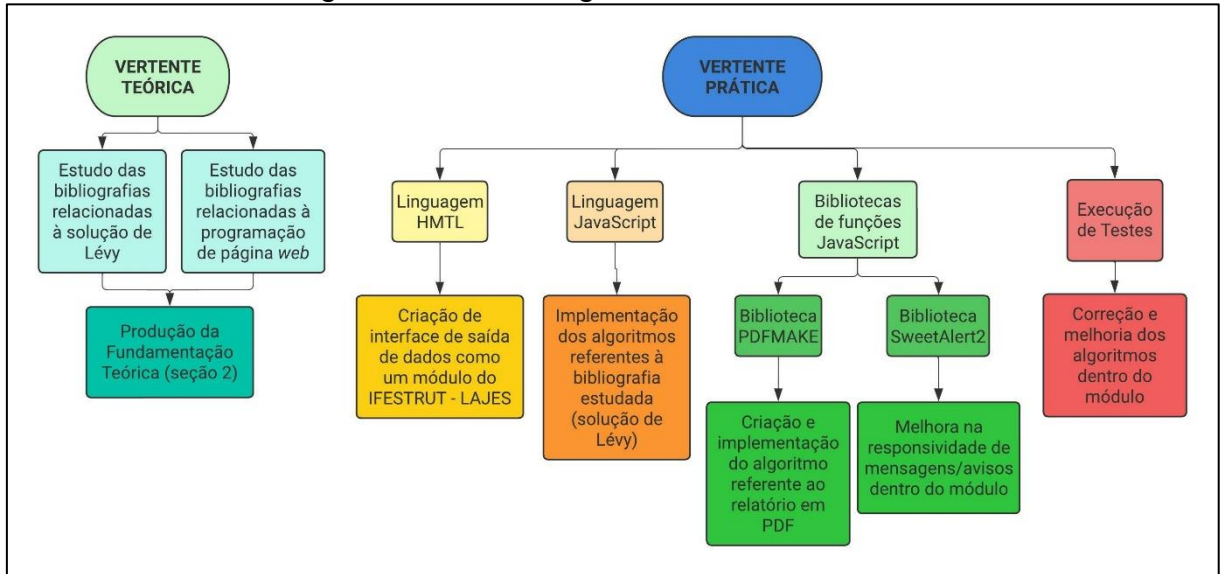 VERTENTE
TEÓRICA
Estudo das
bibliografias
relacionadas
à solução de
Lévy
Estudo das
bibliografias
relacionadas à
programação
de página web
Produção da
Fundamentação
Teórica (seção 2)
VERTENTE
PRÁTICA
Linguagem
HMTL
Linguagem
JavaScript
Bibliotecas
de funções
JavaScript
Execução
de Testes
Criação de
interface de saída
de dados como
um módulo do
IFESTRUT - LAJES
Implementação
dos algoritmos
referentes à
bibliografia
estudada
(solução de
Lévy)
Biblioteca
PDFMAKE
Biblioteca
SweetAlert2
Correção e
melhoria dos
algoritmos
dentro do
módulo
Criação e
implementação
do algoritmo
referente ao
relatório em
PDF
Melhora na
responsividade de
mensagens/avisos
dentro do módulo